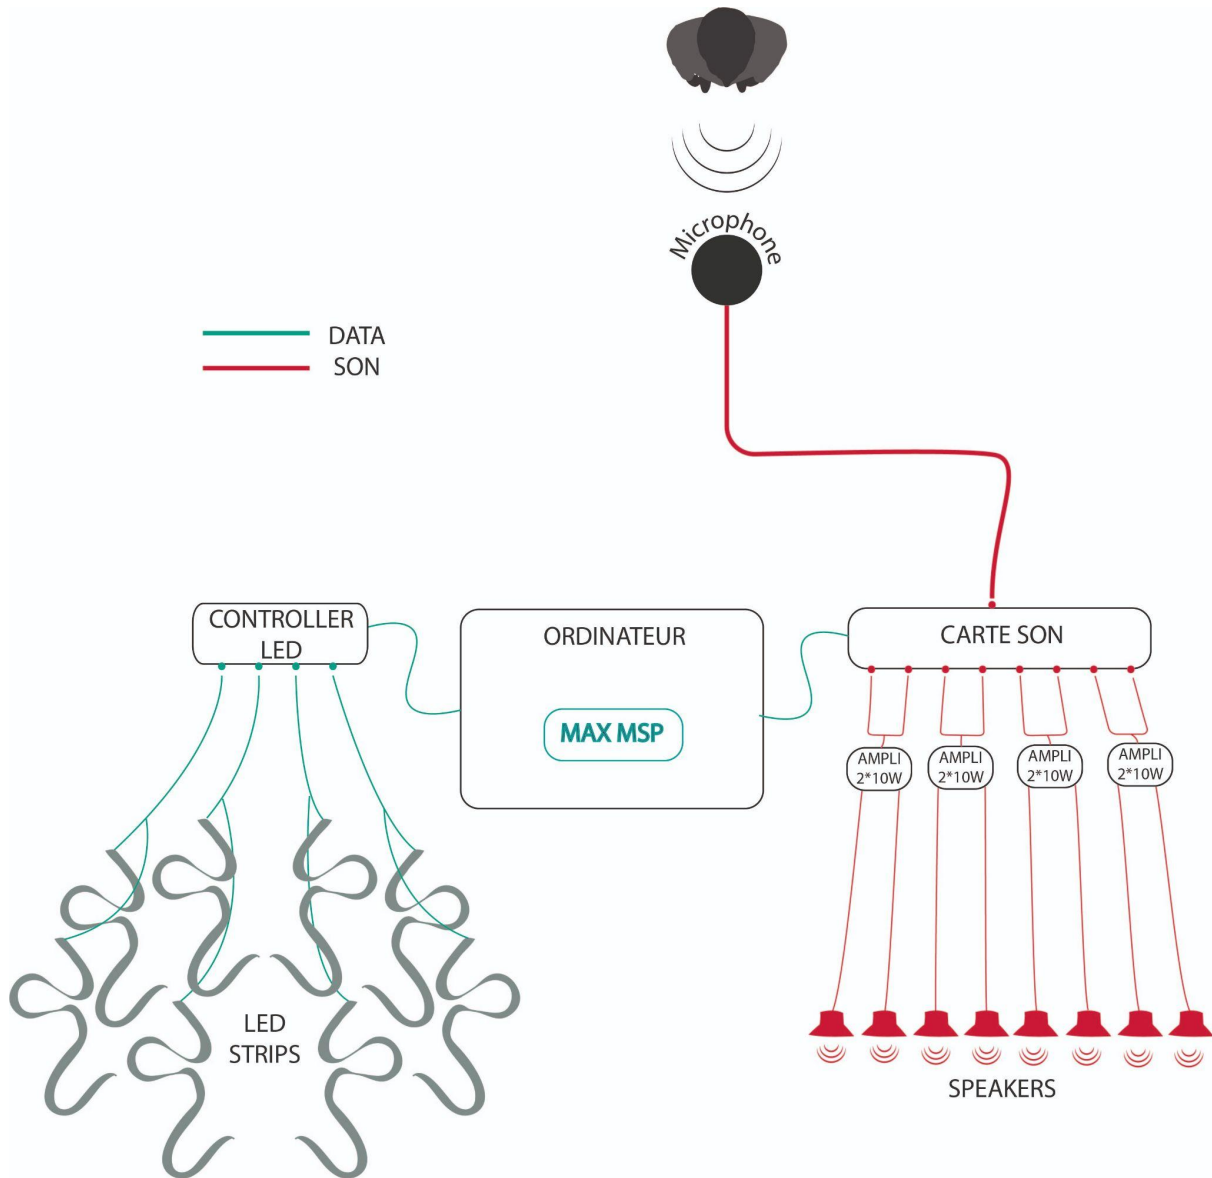 Microphone
DATA
SON
CONTROLLER
LED
ORDINATEUR
MAX MSP
CARTE SON
AMPLI
2*10W
AMPLI
2*10W
AMPLI
2*10W
AMPLI
2*10W
LED
STRIPS
SPEAKERS